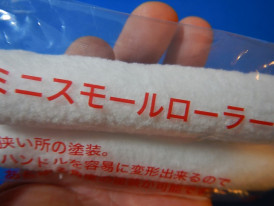 ミニスモールローラー
狭い所の塗装。
ハンドルを容易に変形出来るので